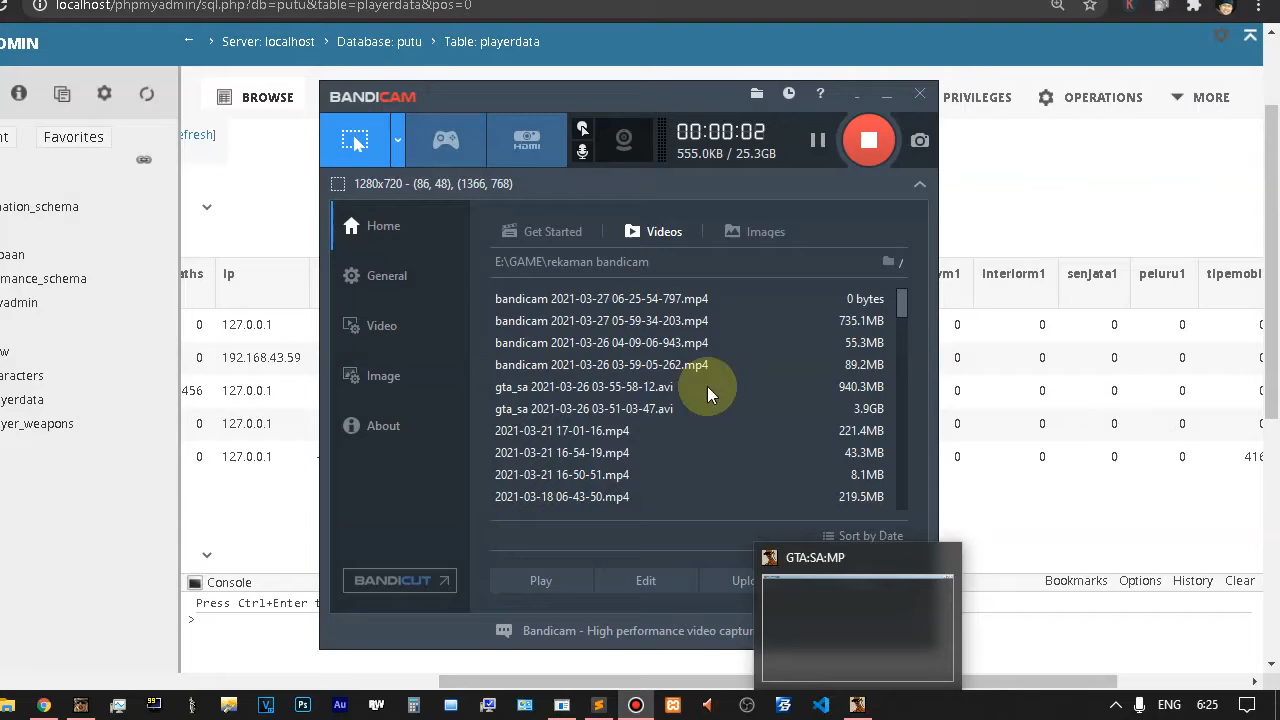 localhost/phpmyadmin/sql.php?db=putu&table=playerdata&pos=0
ADMIN
Server: localhost
Database: putu
Table: playerdata
BROWSE
PRIVILEGES
OPERATIONS
MORE
Favorites
efresh]
BANDICAM
?
HDMI
00:00:02
555.0KB / 25.3GB
1280x720 - (86, 48), (1366, 768)
Home
General
Video
Image
About
BANDICUT
Get Started
Videos
Images
E:\GAME\rekaman bandicam
/
bandicam 2021-03-27 06-25-54-797.mp4 0 bytes
bandicam 2021-03-27 05-59-34-203.mp4 735.1MB
bandicam 2021-03-26 04-09-06-943.mp4 55.3MB
bandicam 2021-03-26 03-59-05-262.mp4 89.2MB
gta_sa 2021-03-26 03-55-58-12.avi 940.3MB
gta_sa 2021-03-26 03-51-03-47.avi 3.9GB
2021-03-21 17-01-16.mp4 221.4MB
2021-03-21 16-54-19.mp4 43.3MB
2021-03-21 16-50-51.mp4 8.1MB
2021-03-18 06-43-50.mp4 219.5MB
Sort by Date
Play
Edit
Uplo
Bandicam - High performance video captur
GTA:SA:MP
mation_schema
baan
rmance_schema
myadmin
w
aracters
ayerdata
yer_weapons
aths ip
0 127.0.0.1
0 192.168.43.59
456 127.0.0.1
0 127.0.0.1
0 127.0.0.1
vm1 interiorm1 senjata1 peluru1 tipemobi
0 0 0 0 0
0 0 0 0 0
0 0 0 0 0
0 0 0 0 0
0 0 0 0 416
Console
Press Ctrl+Enter t
>
Bookmarks
Options
History
Clear
ENG
6:25